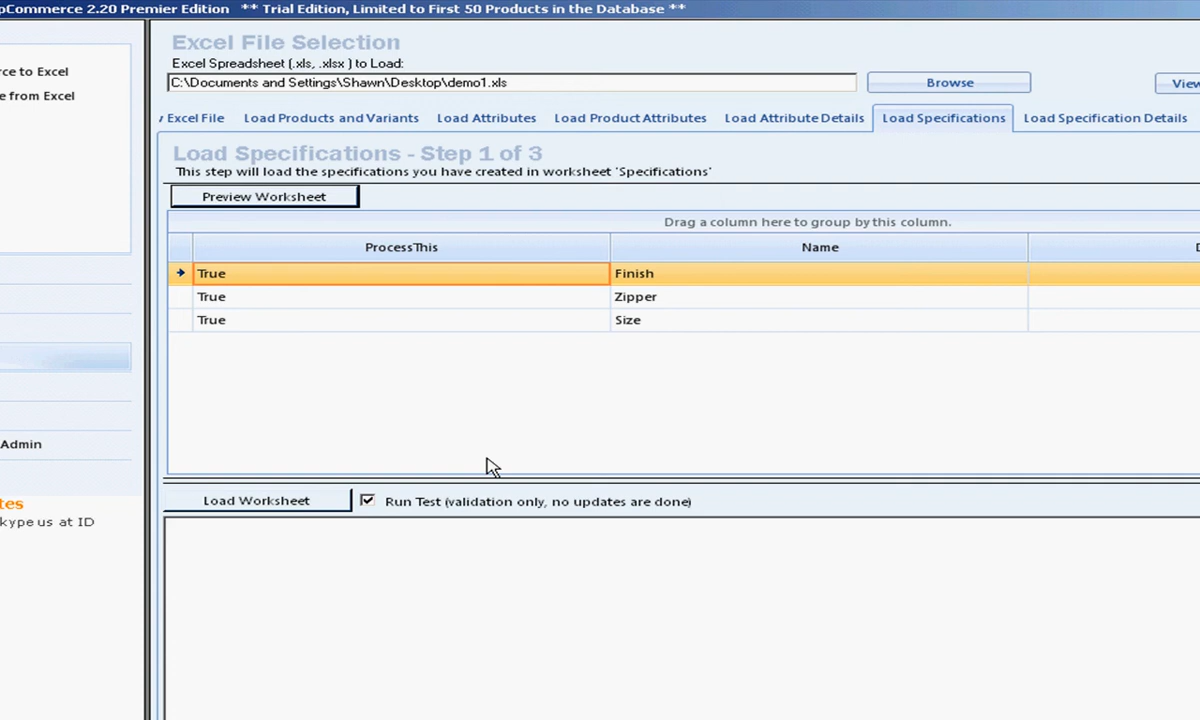 pCommerce 2.20 Premier Edition ** Trial Edition, Limited to First 50 Products in the Database **
Excel File Selection
Excel Spreadsheet (.xls, .xlsx ) to Load:
C:\Documents and Settings\Shawn\Desktop\demo1.xls
Browse
View
rce to Excel
e from Excel
Excel File
Load Products and Variants
Load Attributes
Load Product Attributes
Load Attribute Details
Load Specifications
Load Specification Details
Load Specifications - Step 1 of 3
This step will load the specifications you have created in worksheet 'Specifications'
Preview Worksheet
Drag a column here to group by this column.
ProcessThis Name
True Finish
True Zipper
True Size
Admin
Load Worksheet
Run Test (validation only, no updates are done)
tes
kype us at ID